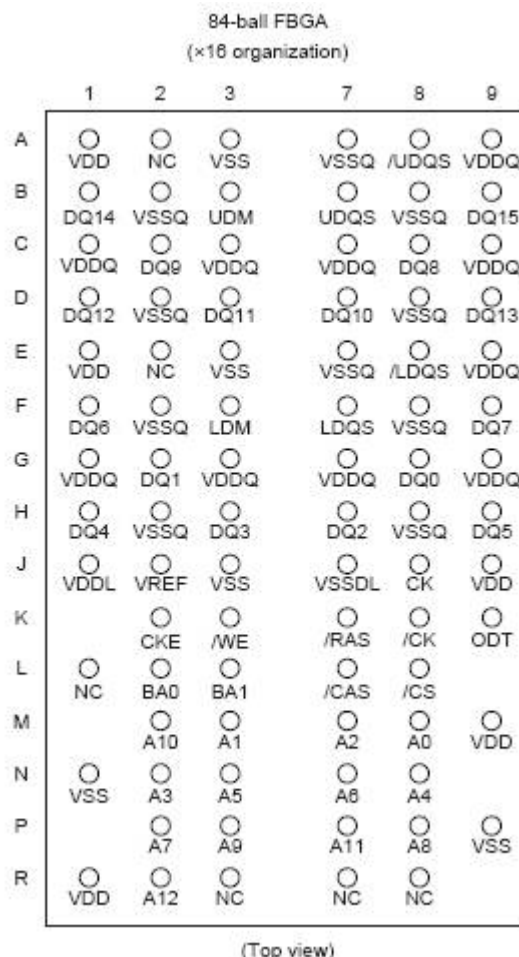 84-ball FBGA
(×16 organization)
1 2 3 7 8 9
A
VDD NC VSS VSSQ /UDQS VDDQ
B
DQ14 VSSQ UDM UDQS VSSQ DQ15
C
VDDQ DQ9 VDDQ VDDQ DQ8 VDDQ
D
DQ12 VSSQ DQ11 DQ10 VSSQ DQ13
E
VDD NC VSS VSSQ /LDQS VDDQ
F
DQ6 VSSQ LDM LDQS VSSQ DQ7
G
VDDQ DQ1 VDDQ VDDQ DQ0 VDDQ
H
DQ4 VSSQ DQ3 DQ2 VSSQ DQ5
J
VDDL VREF VSS VSSDL CK VDD
K
CKE /WE /RAS /CK ODT
L
NC BA0 BA1 /CAS /CS
M
A10 A1 A2 A0 VDD
N
VSS A3 A5 A6 A4
P
A7 A9 A11 A8 VSS
R
VDD A12 NC NC NC
(Top view)